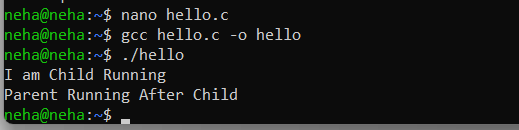 neha@neha:~$ nano hello.c
neha@neha:~$ gcc hello.c -o hello
neha@neha:~$ ./hello
I am Child Running
Parent Running After Child
neha@neha:~$